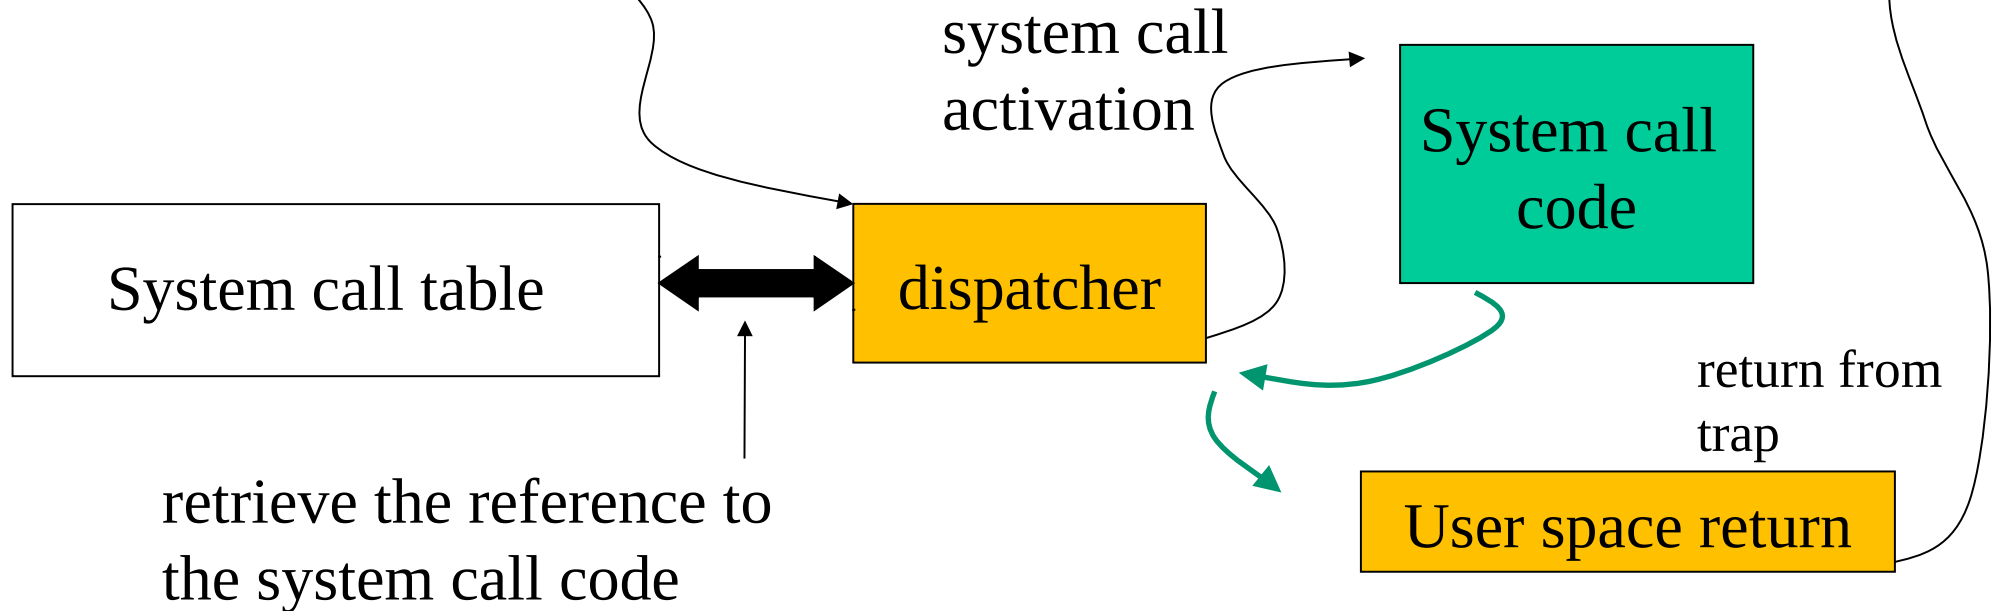 system call
activation
System call
code
System call table
dispatcher
return from
trap
retrieve the reference to
the system call code
User space return